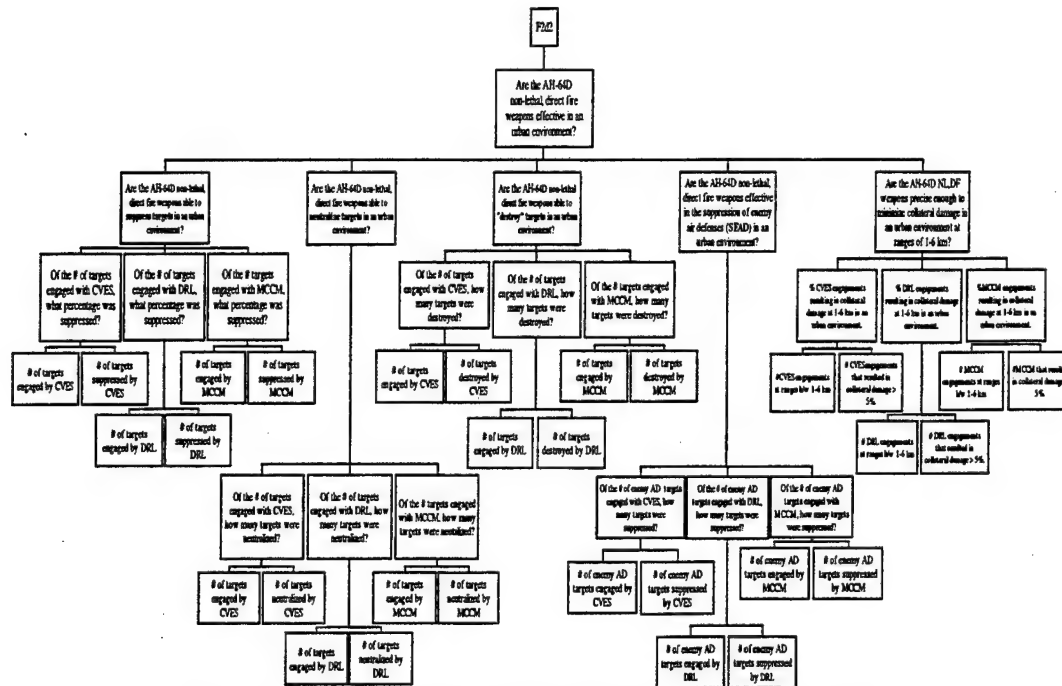 Are the AH-64D
non-lethal, direct fire
weapons effective in an
urban environment?
Are the AH-64D non-lethal,
direct fire weapons able to
suppress targets in an urban
environment?
Are the AH-64D non-lethal,
direct fire weapons able to
neutralize targets in an urban
environment?
Are the AH-64D non-lethal,
direct fire weapons able to
"destroy" targets in an urban
environment?
Are the AH-64D non-lethal,
direct fire weapons effective
in the suppression of enemy
air defenses (SEAD) in an
urban environment?
Are the AH-64D NL,DF
weapons precise enough to
minimize collateral damage in
an urban environment at
ranges of 1-6 km?
Of the # of targets
engaged with CVES,
what percentage was
suppressed?
Of the # of targets
engaged with DRL,
what percentage was
suppressed?
Of the # of targets
engaged with MCCM,
what percentage was
suppressed?
# of targets
engaged by CVES
# of targets
suppressed by
CVES
# of targets
engaged by
MCCM
# of targets
suppressed by
MCCM
# of targets
engaged by DRL
# of targets
suppressed by
DRL
Of the # of targets
engaged with CVES,
how many targets were
neutralized?
Of the # of targets
engaged with DRL, how
many targets were
neutralized?
Of the # targets engaged
with MCCM, how many
targets were neutralized?
# of targets
engaged by
CVES
# of targets
neutralized by
CVES
# of targets
engaged by
MCCM
# of targets
neutralized by
MCCM
# of targets
engaged by DRL
# of targets
neutralized by
DRL
Of the # of targets
engaged with
CVES, how many
targets were
destroyed?
Of the # of targets
engaged with DRL, how
many targets were
destroyed?
Of the # targets engaged
with MCCM, how many
targets were destroyed?
# of targets
engaged by CVES
# of targets
destroyed by
CVES
# of targets
engaged by
MCCM
# of targets
destroyed by
MCCM
# of targets
engaged by DRL
# of targets
destroyed by DRL
Of the # of enemy AD targets
engaged with CVES, how
many targets were
suppressed?
Of the # of enemy AD
targets engaged with DRL,
how many targets were
suppressed?
Of the # of enemy AD
targets engaged with
MCCM, how many
targets were suppressed?
# of enemy AD
targets engaged by
CVES
# of enemy AD
targets suppressed
by CVES
# of enemy AD
targets engaged by
MCCM
# of enemy AD
targets suppressed
by MCCM
# of enemy AD
targets engaged by
DRL
# of enemy AD
targets suppressed
by DRL
% CVES engagements
resulting in collateral
damage at 1-6 km in an
urban environment.
% DRL engagements
resulting in collateral damage
at 1-6 km in an urban
environment.
%MCCM engagements
resulting in collateral
damage at 1-6 km in an
urban environment.
#CVES engagements
at ranges b/w 1-6 km
# CVES engagements
that resulted in
collateral damage >
5%.
# MCCM
engagements at ranges
b/w 1-6 km
#MCCM that resulted
in collateral damage >
5%.
# DRL engagements
at ranges b/w 1-6 km
# DRL engagements
that resulted in
collateral damage > 5%.